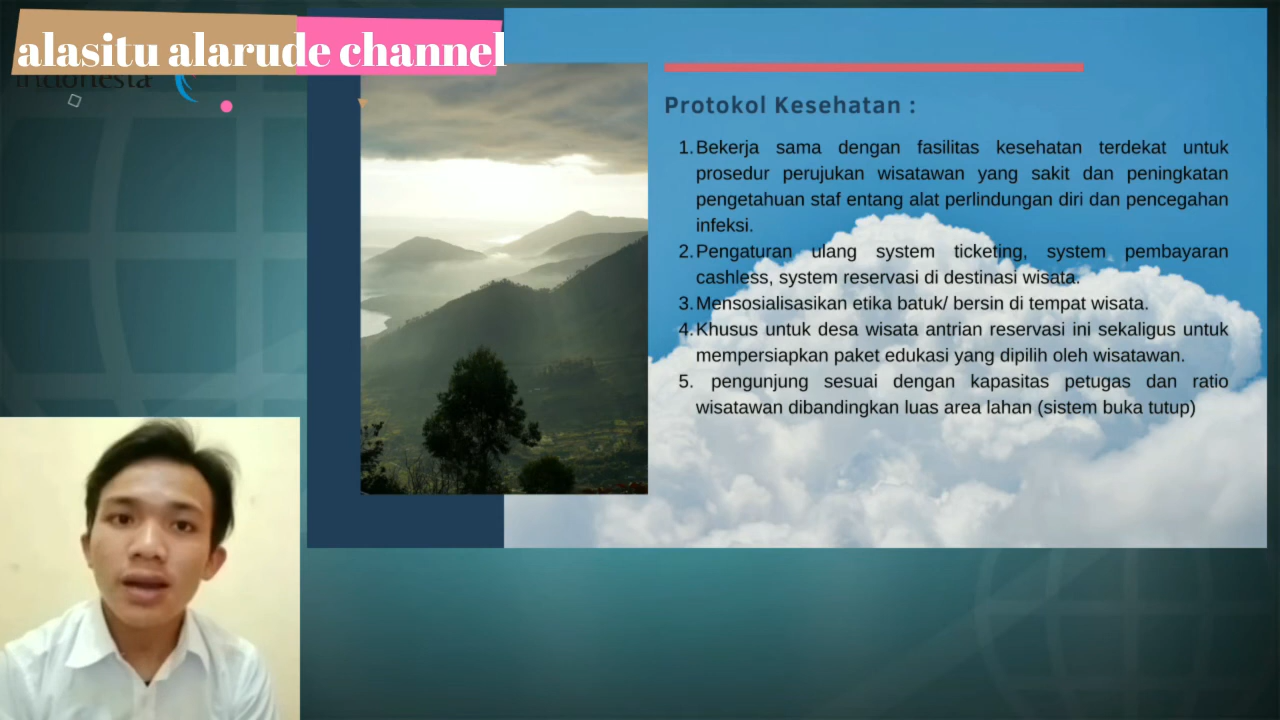 alasitu alarude channel
Indonesia
Protokol Kesehatan :
1. Bekerja sama dengan fasilitas kesehatan terdekat untuk
prosedur perujukan wisatawan yang sakit dan peningkatan
pengetahuan staf entang alat perlindungan diri dan pencegahan
infeksi.
2. Pengaturan ulang system ticketing, system pembayaran
cashless, system reservasi di destinasi wisata.
3. Mensosialisasikan etika batuk/ bersin di tempat wisata.
4. Khusus untuk desa wisata antrian reservasi ini sekaligus untuk
mempersiapkan paket edukasi yang dipilih oleh wisatawan.
5. pengunjung sesuai dengan kapasitas petugas dan ratio
wisatawan dibandingkan luas area lahan (sistem buka tutup)